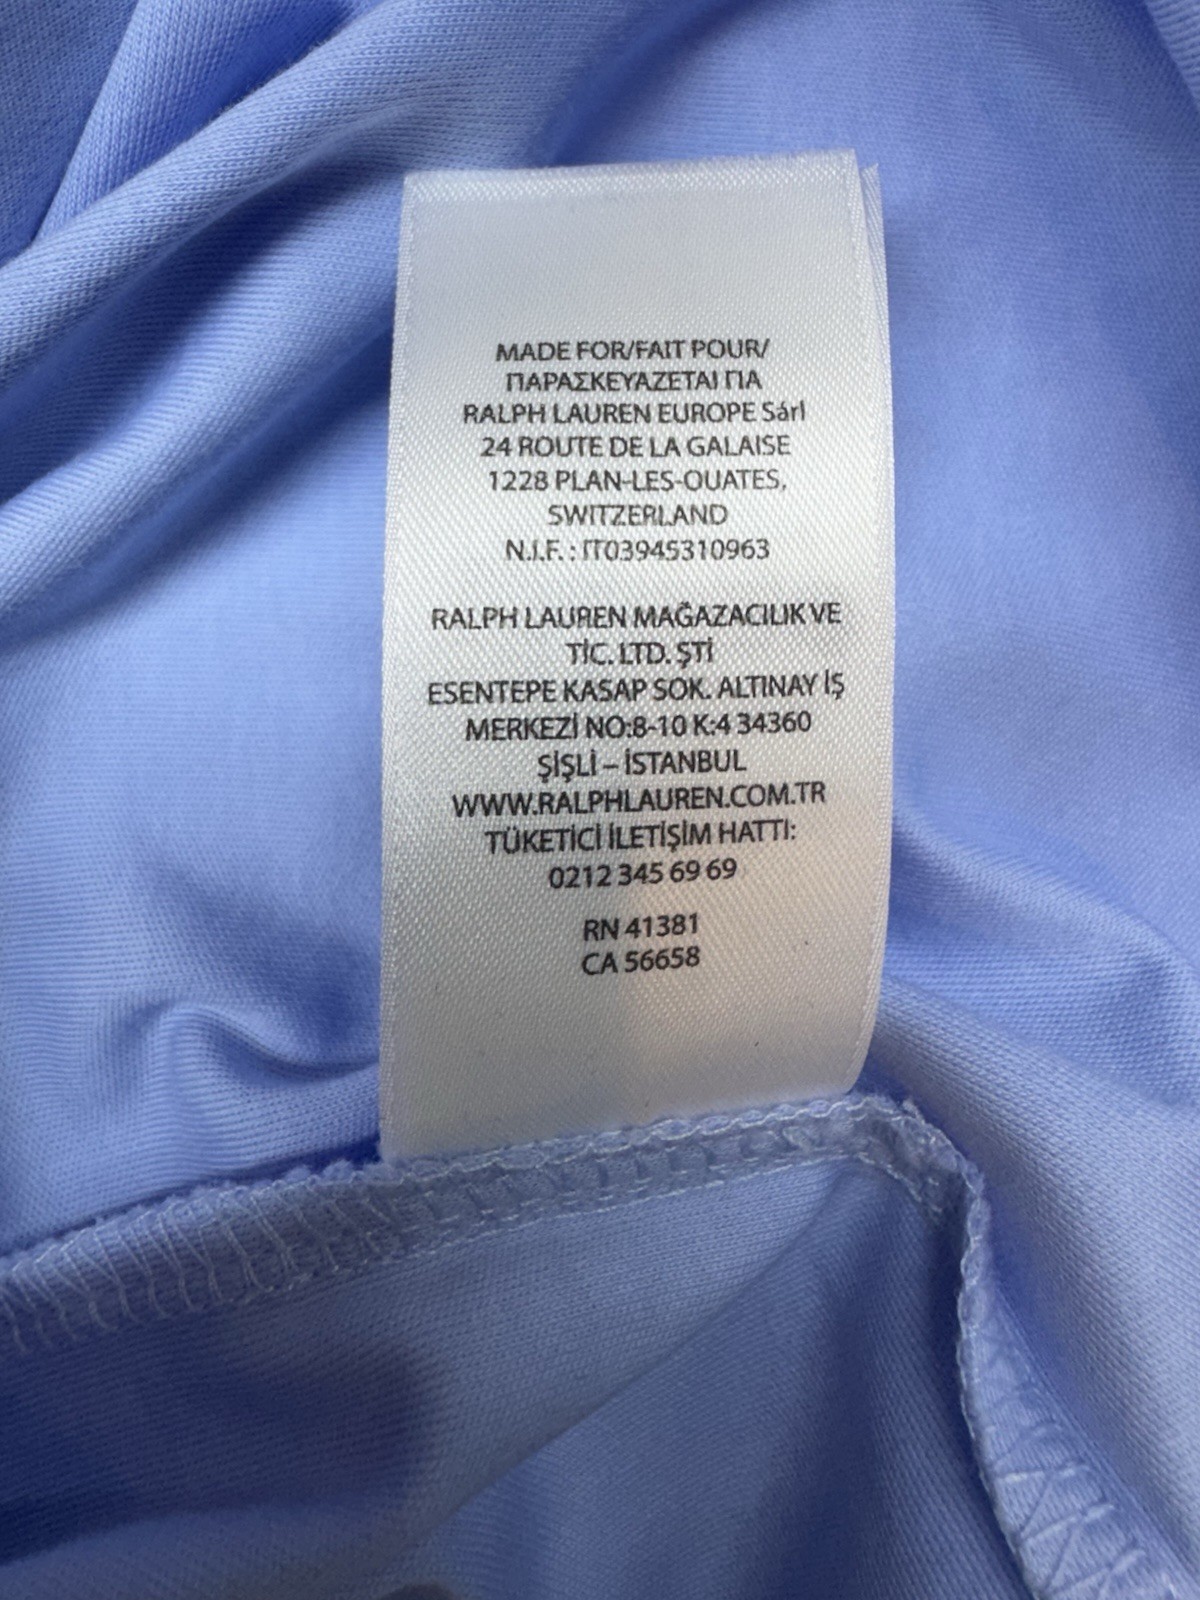 MADE FOR/FAIT POUR/
ΠΑΡΑΣΚΕΥΑΖΕΤΑΙ ΓΙΑ
RALPH LAUREN EUROPE Sárl
24 ROUTE DE LA GALAISE
1228 PLAN-LES-OUATES,
SWITZERLAND
N.I.F. : IT03945310963
RALPH LAUREN MAĞAZACILIK VE
TİC. LTD. ŞTİ
ESENTEPE KASAP SOK. ALTINAY İŞ
MERKEZİ NO:8-10 K:4 34360
ŞİŞLİ – İSTANBUL
WWW.RALPHLAUREN.COM.TR
TÜKETİCİ İLETİŞİM HATTI:
0212 345 69 69
RN 41381
CA 56658